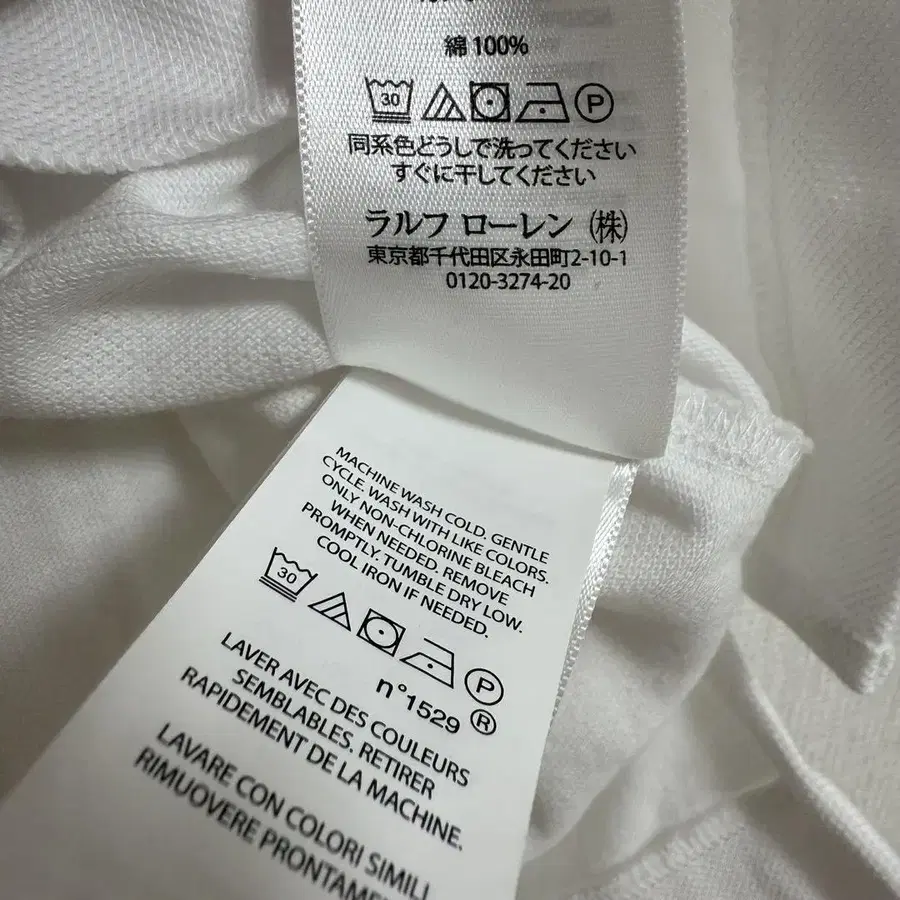 綿 100%
30
P
同系色どうしで洗ってください
すぐに干してください
ラルフ ローレン (株)
東京都千代田区永田町2-10-1
0120-3274-20
MACHINE WASH COLD. GENTLE
CYCLE. WASH WITH LIKE COLORS.
ONLY NON-CHLORINE BLEACH
WHEN NEEDED. REMOVE
PROMPTLY. TUMBLE DRY LOW.
COOL IRON IF NEEDED.
30
P
n°1529 ®
LAVER AVEC DES COULEURS
SEMBLABLES. RETIRER
RAPIDEMENT DE LA MACHINE.
LAVARE CON COLORI SIMILI
RIMUOVERE PRONTAME